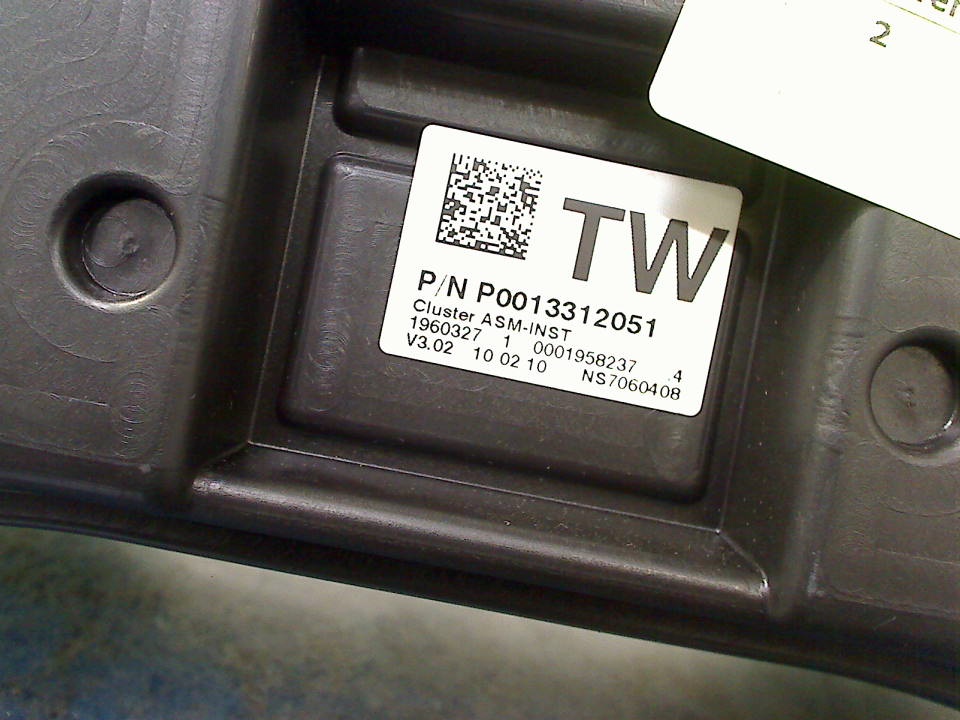 2
TW
P/N P0013312051
Cluster ASM-INST
1960327 1 0001958237 .4
V3.02 10 02 10 NS7060408